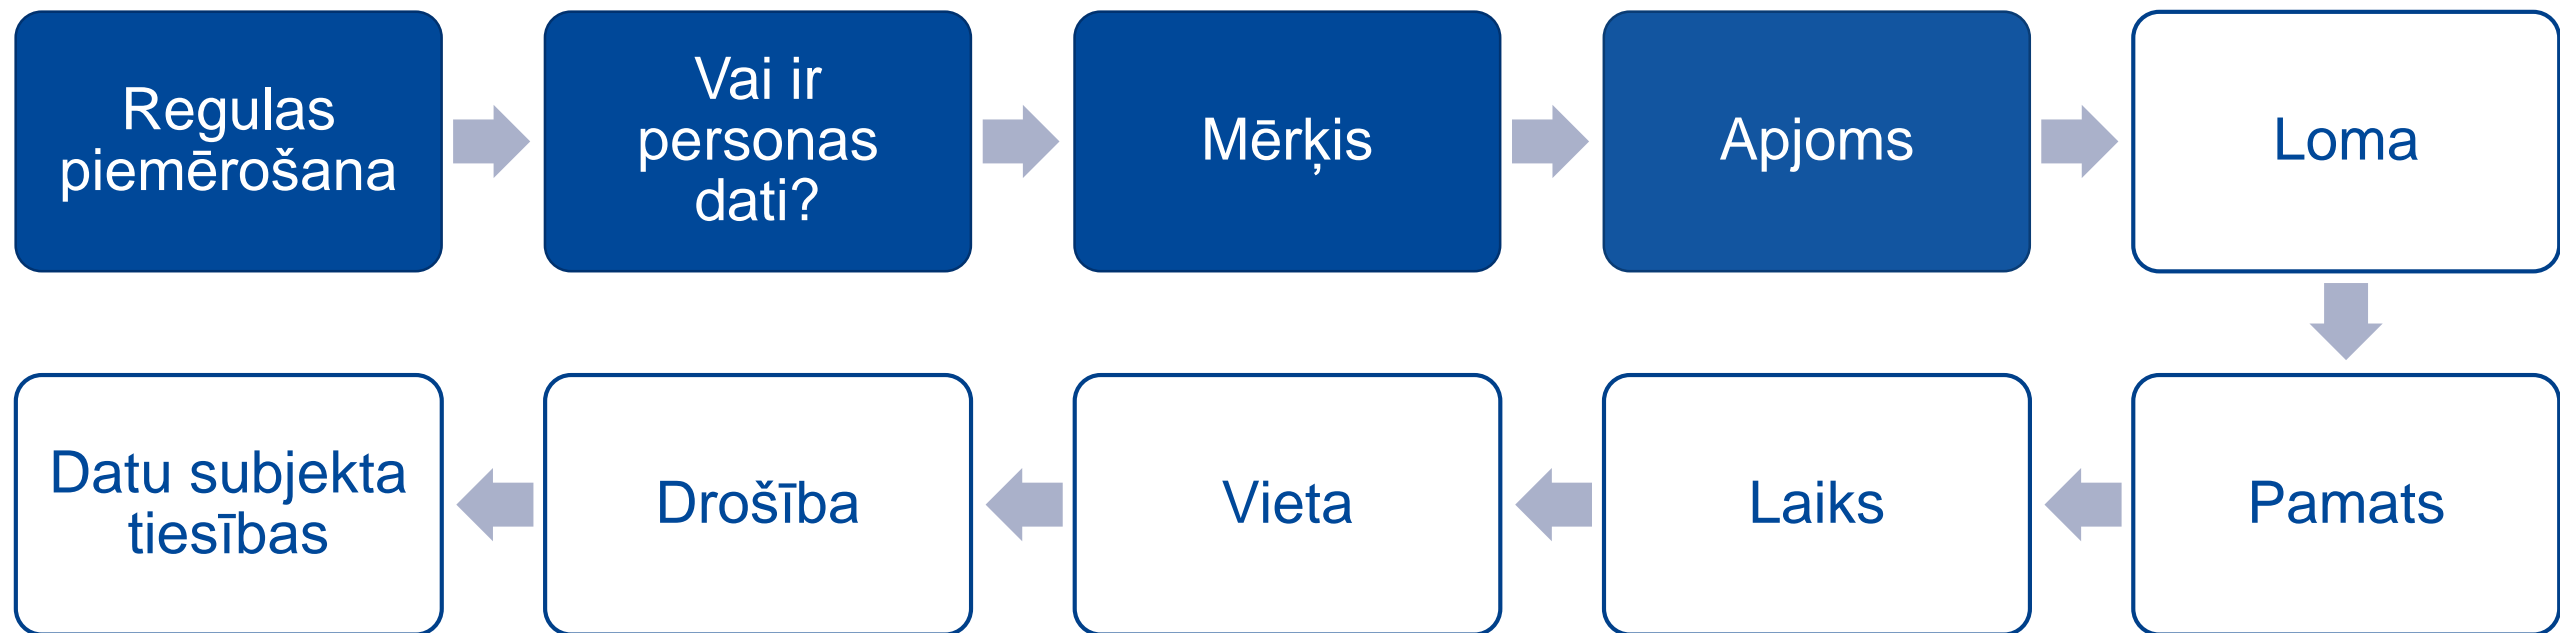 Regulas
piemērošana
Vai ir
personas
dati?
Mērķis
Apjoms
Loma
Pamats
Laiks
Vieta
Drošība
Datu subjekta
tiesības